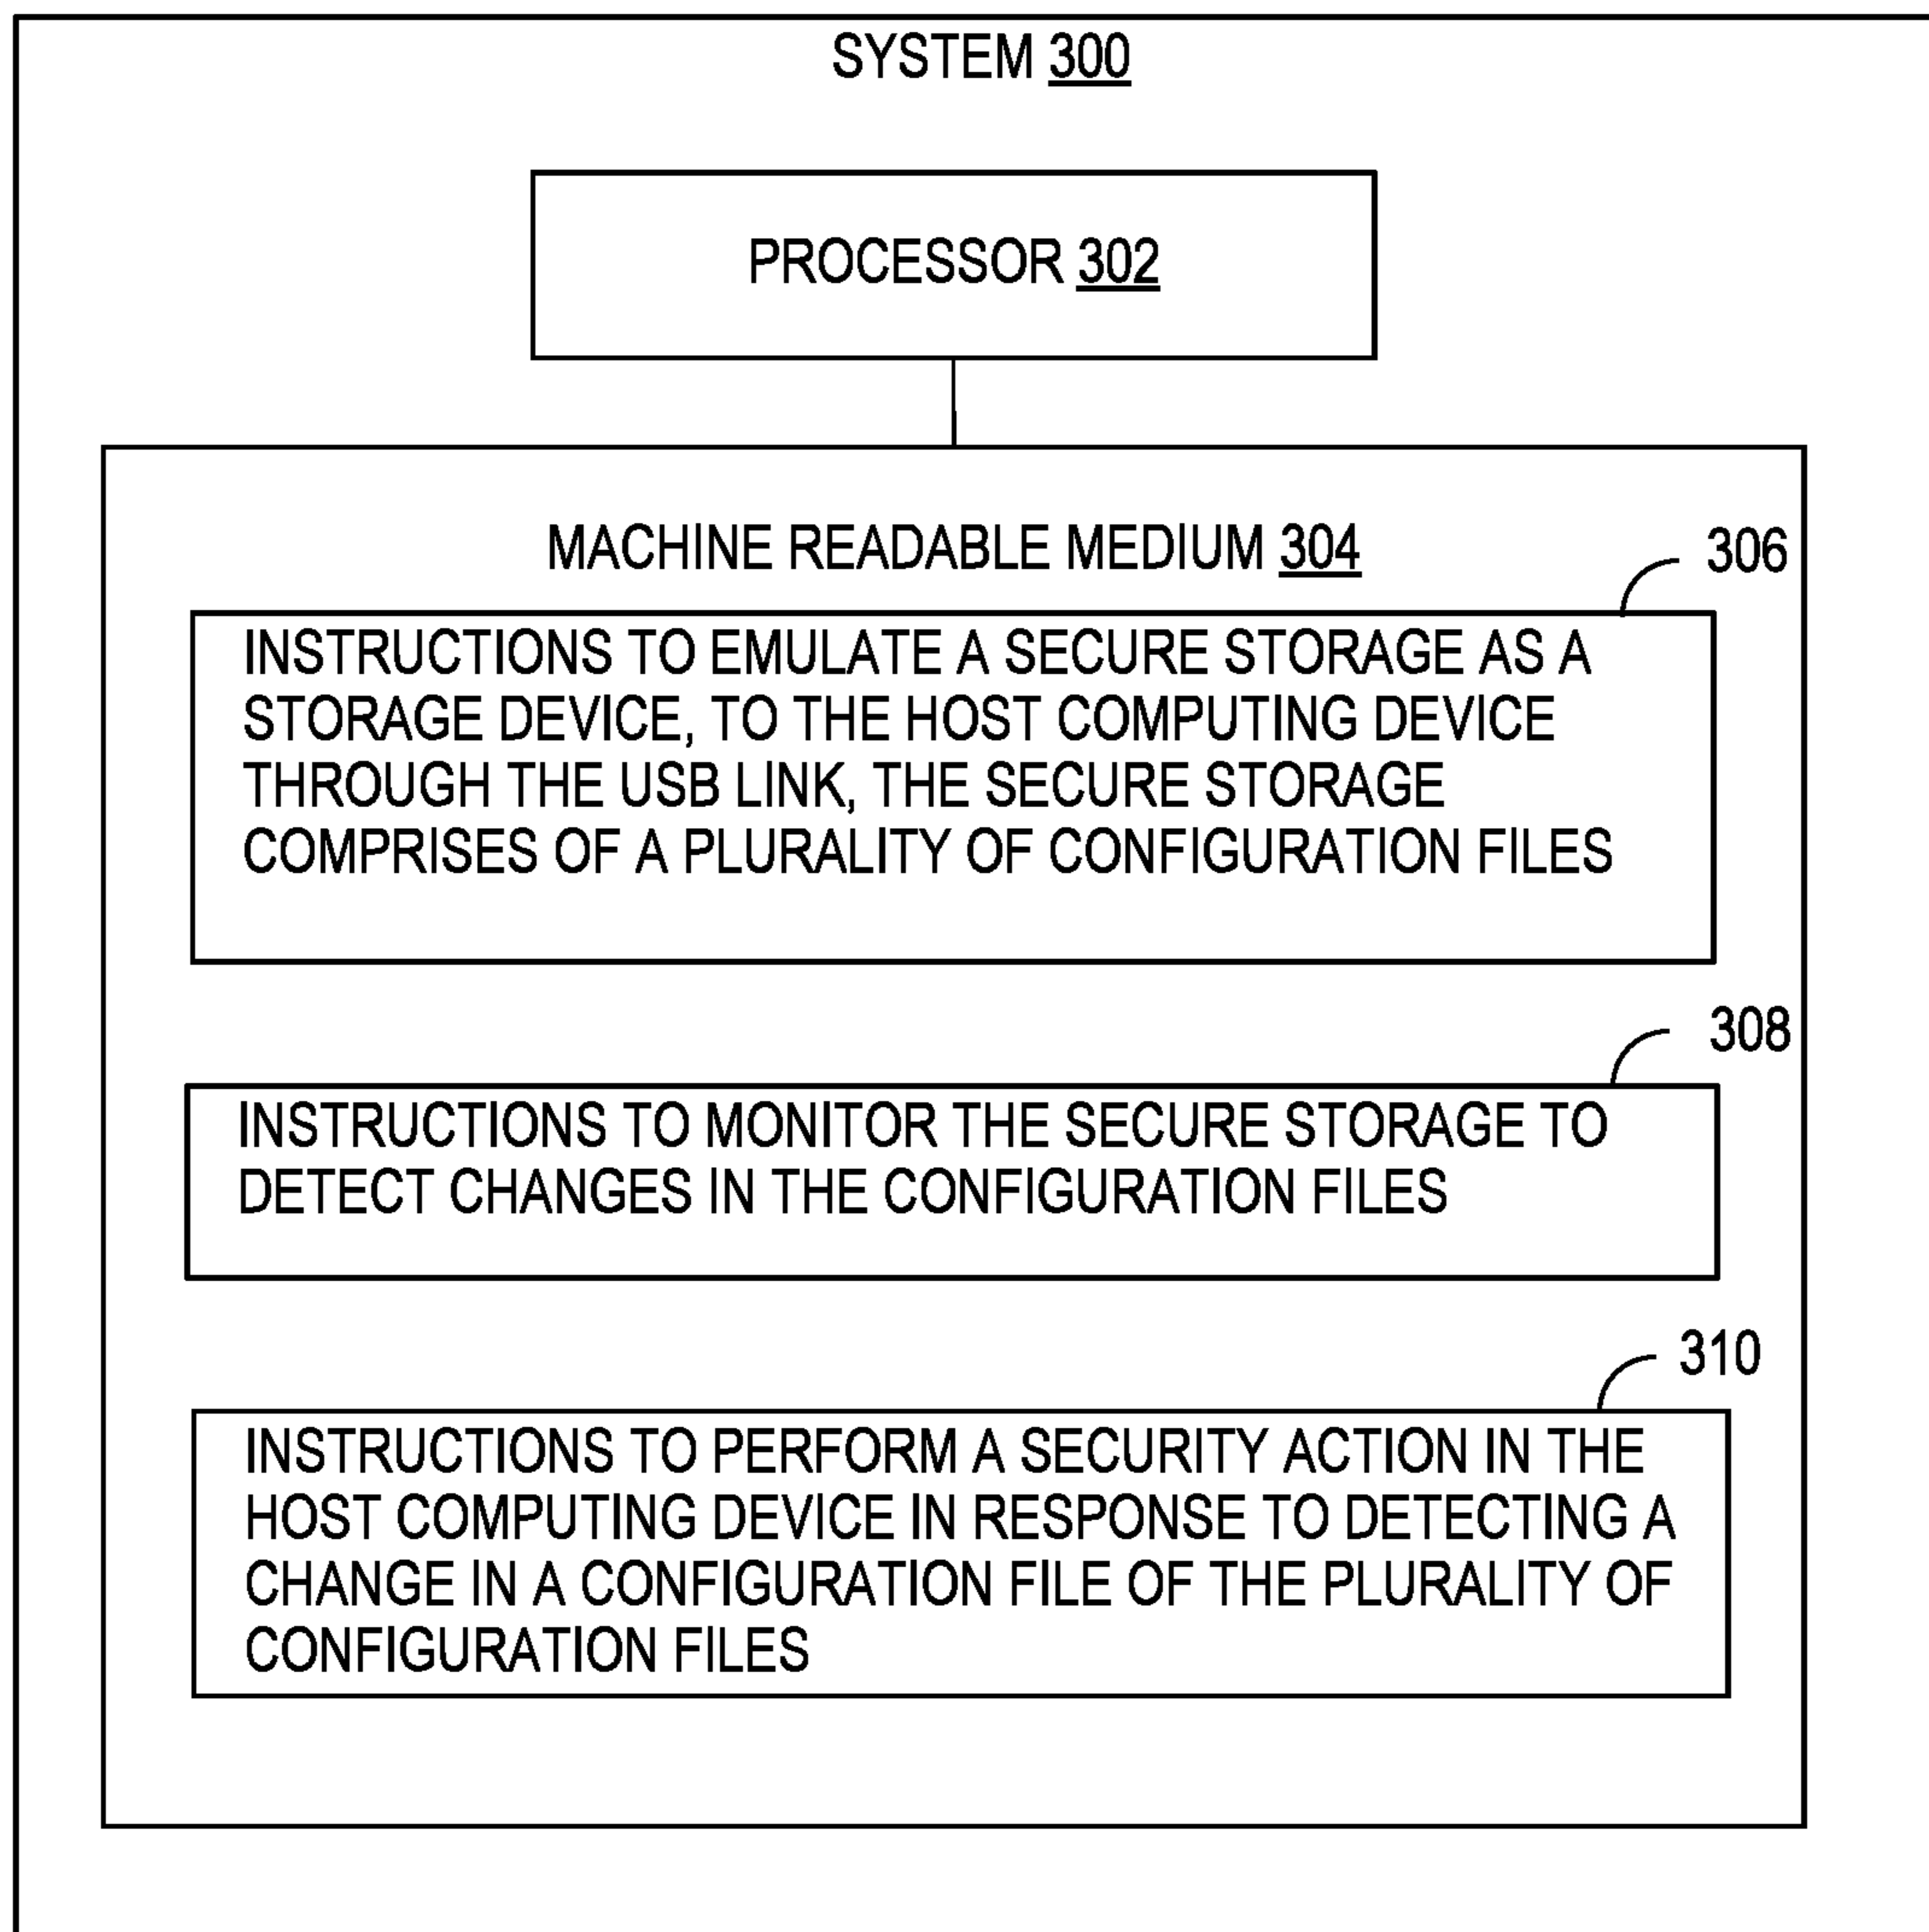 SYSTEM 300
PROCESSOR 302
MACHINE READABLE MEDIUM 304
306
INSTRUCTIONS TO EMULATE A SECURE STORAGE AS A
STORAGE DEVICE, TO THE HOST COMPUTING DEVICE
THROUGH THE USB LINK, THE SECURE STORAGE
COMPRISES OF A PLURALITY OF CONFIGURATION FILES
308
INSTRUCTIONS TO MONITOR THE SECURE STORAGE TO
DETECT CHANGES IN THE CONFIGURATION FILES
310
INSTRUCTIONS TO PERFORM A SECURITY ACTION IN THE
HOST COMPUTING DEVICE IN RESPONSE TO DETECTING A
CHANGE IN A CONFIGURATION FILE OF THE PLURALITY OF
CONFIGURATION FILES